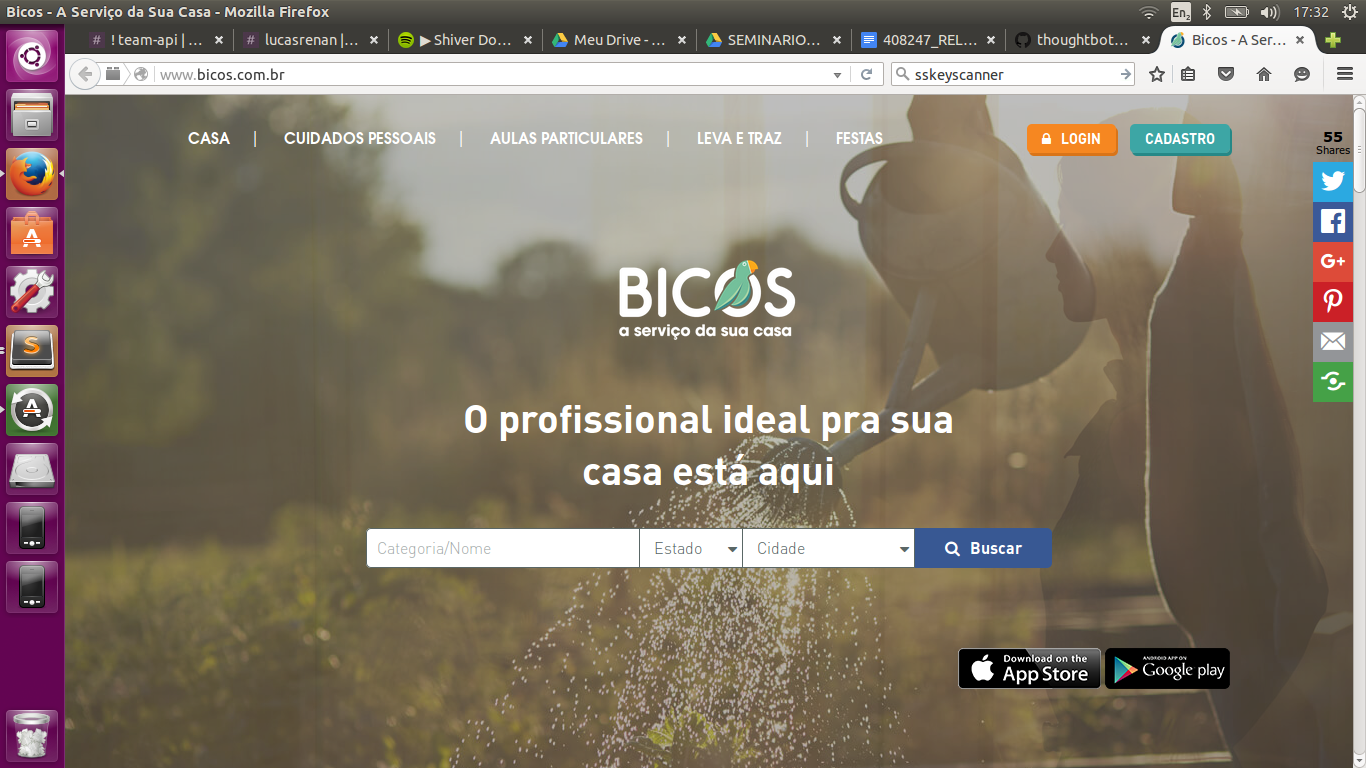 Bicos - A Serviço da Sua Casa - Mozilla Firefox
En2
17:32
# ! team-api | ...
# lucasrenan |...
▶ Shiver Do...
Meu Drive - ...
SEMINARIO...
408247_REL...
thoughtbot...
Bicos - A Ser...
www.bicos.com.br
sskeyscanner
CASA | CUIDADOS PESSOAIS | AULAS PARTICULARES | LEVA E TRAZ | FESTAS
LOGIN
CADASTRO
55
Shares
BICOS
a serviço da sua casa
O profissional ideal pra sua
casa está aqui
Categoria/Nome
Estado
Cidade
Buscar
Download on the
App Store
ANDROID APP ON
Google play